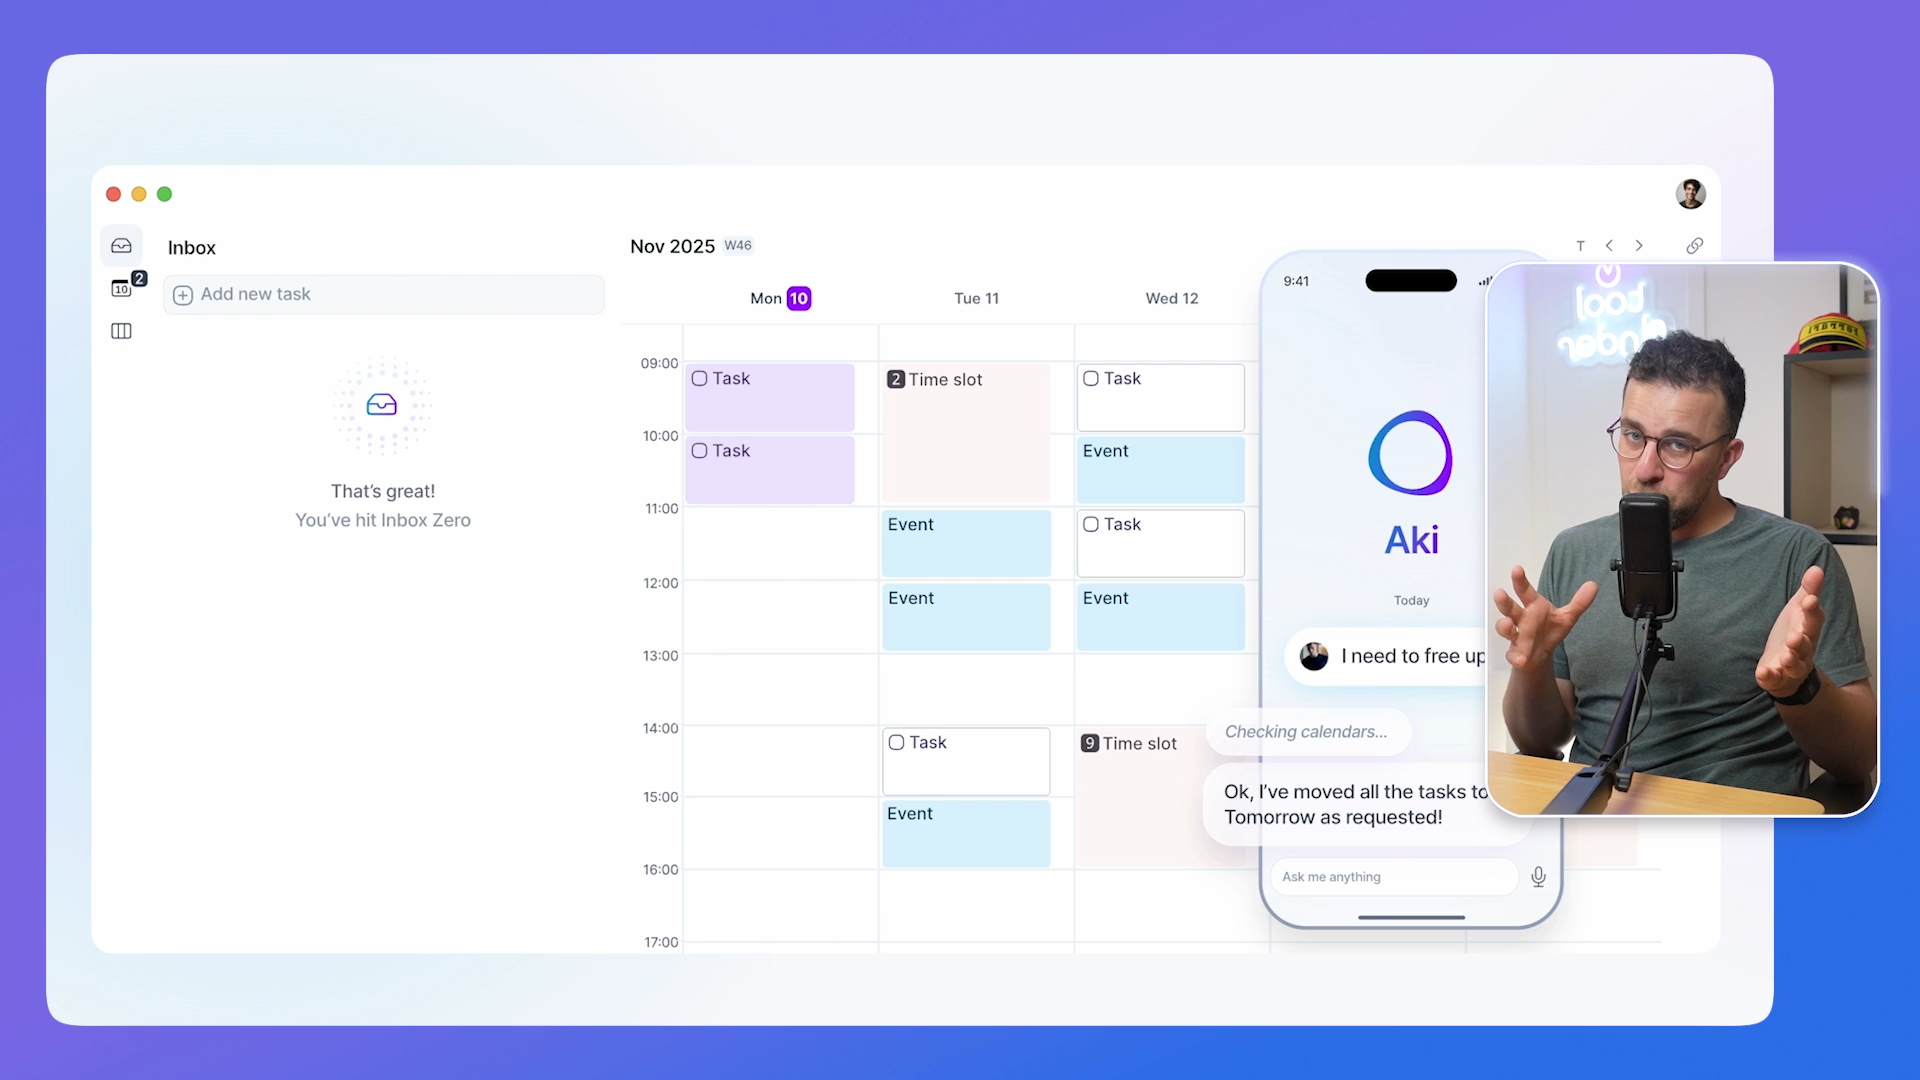 Inbox
Add new task
10
2
That's great!
You've hit Inbox Zero
Nov 2025 W46
T
Mon 10
Tue 11
Wed 12
09:00
10:00
11:00
12:00
13:00
14:00
15:00
16:00
17:00
Task
Task
2 Time slot
Event
Event
Task
Event
Task
Event
Task
Event
9 Time slot
9:41
Aki
Today
I need to free up
Checking calendars...
Ok, I've moved all the tasks to
Tomorrow as requested!
Ask me anything